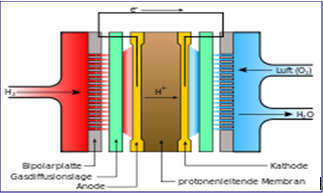 e⁻
H₂
H⁺
Luft (O₂)
H₂O
Bipolarplatte
Gasdiffusionslage
Anode
Kathode
protonenleitende Membran